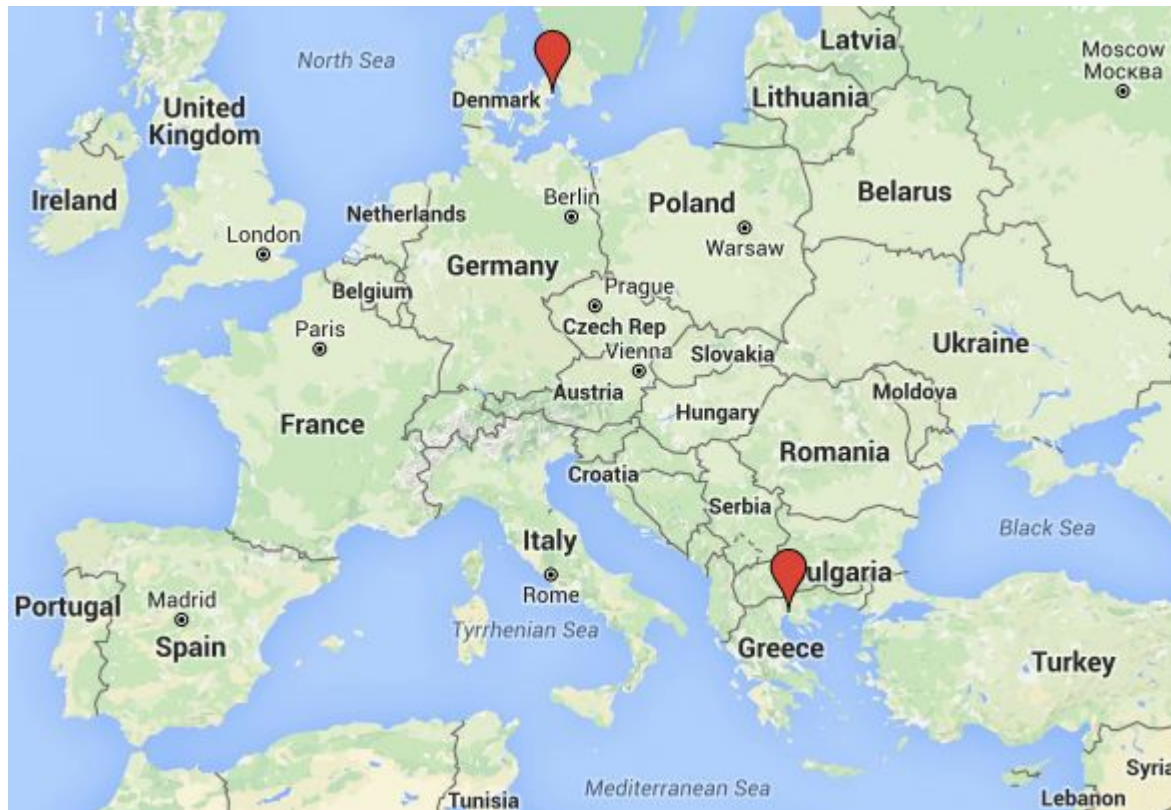 Latvia
Moscow
Москва
North Sea
Denmark
Lithuania
United
Kingdom
Ireland
Netherlands
Berlin
Poland
Belarus
London
Warsaw
Germany
Belgium
Prague
Paris
Czech Rep
Vienna
Slovakia
Ukraine
Austria
Moldova
Hungary
France
Romania
Croatia
Serbia
Black Sea
Italy
ulgaria
Rome
Portugal
Madrid
Spain
Tyrrhenian Sea
Greece
Turkey
Syria
Mediterranean Sea
Tunisia
Lebanon